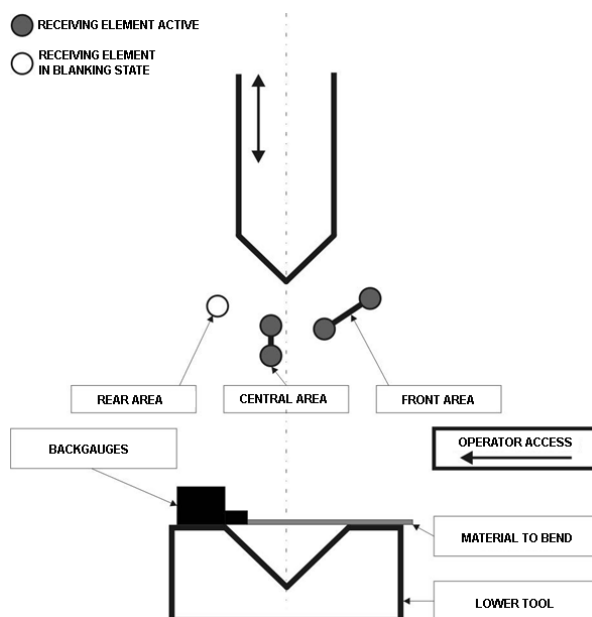 RECEIVING ELEMENT ACTIVE
RECEIVING ELEMENT
IN BLANKING STATE
REAR AREA
CENTRAL AREA
FRONT AREA
BACKGAUGES
OPERATOR ACCESS
MATERIAL TO BEND
LOWER TOOL